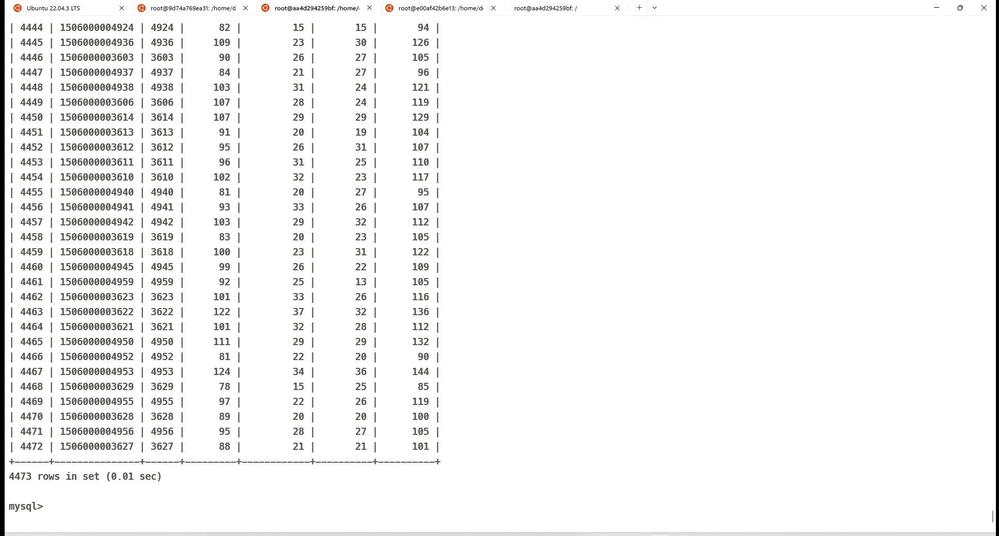 Ubuntu 22.04.3 LTS
root@9d74a769ea31: /home/d
root@aa4d294259bf: /home/
root@e00af42b6e13: /home/d
root@aa4d294259bf: /
| 4444 | 1506000004924 | 4924 | 82 | 15 | 15 | 94 |
| 4445 | 1506000004936 | 4936 | 109 | 23 | 30 | 126 |
| 4446 | 1506000003603 | 3603 | 90 | 26 | 27 | 105 |
| 4447 | 1506000004937 | 4937 | 84 | 21 | 27 | 96 |
| 4448 | 1506000004938 | 4938 | 103 | 31 | 24 | 121 |
| 4449 | 1506000003606 | 3606 | 107 | 28 | 24 | 119 |
| 4450 | 1506000003614 | 3614 | 107 | 29 | 29 | 129 |
| 4451 | 1506000003613 | 3613 | 91 | 20 | 19 | 104 |
| 4452 | 1506000003612 | 3612 | 95 | 26 | 31 | 107 |
| 4453 | 1506000003611 | 3611 | 96 | 31 | 25 | 110 |
| 4454 | 1506000003610 | 3610 | 102 | 32 | 23 | 117 |
| 4455 | 1506000004940 | 4940 | 81 | 20 | 27 | 95 |
| 4456 | 1506000004941 | 4941 | 93 | 33 | 26 | 107 |
| 4457 | 1506000004942 | 4942 | 103 | 29 | 32 | 112 |
| 4458 | 1506000003619 | 3619 | 83 | 20 | 23 | 105 |
| 4459 | 1506000003618 | 3618 | 100 | 23 | 31 | 122 |
| 4460 | 1506000004945 | 4945 | 99 | 26 | 22 | 109 |
| 4461 | 1506000004959 | 4959 | 92 | 25 | 13 | 105 |
| 4462 | 1506000003623 | 3623 | 101 | 33 | 26 | 116 |
| 4463 | 1506000003622 | 3622 | 122 | 37 | 32 | 136 |
| 4464 | 1506000003621 | 3621 | 101 | 32 | 28 | 112 |
| 4465 | 1506000004950 | 4950 | 111 | 29 | 29 | 132 |
| 4466 | 1506000004952 | 4952 | 81 | 22 | 20 | 90 |
| 4467 | 1506000004953 | 4953 | 124 | 34 | 36 | 144 |
| 4468 | 1506000003629 | 3629 | 78 | 15 | 25 | 85 |
| 4469 | 1506000004955 | 4955 | 97 | 22 | 26 | 119 |
| 4470 | 1506000003628 | 3628 | 89 | 20 | 20 | 100 |
| 4471 | 1506000004956 | 4956 | 95 | 28 | 27 | 105 |
| 4472 | 1506000003627 | 3627 | 88 | 21 | 21 | 101 |
+------+---------------+------+---------+------------+----------+----------+
4473 rows in set (0.01 sec)
mysql>